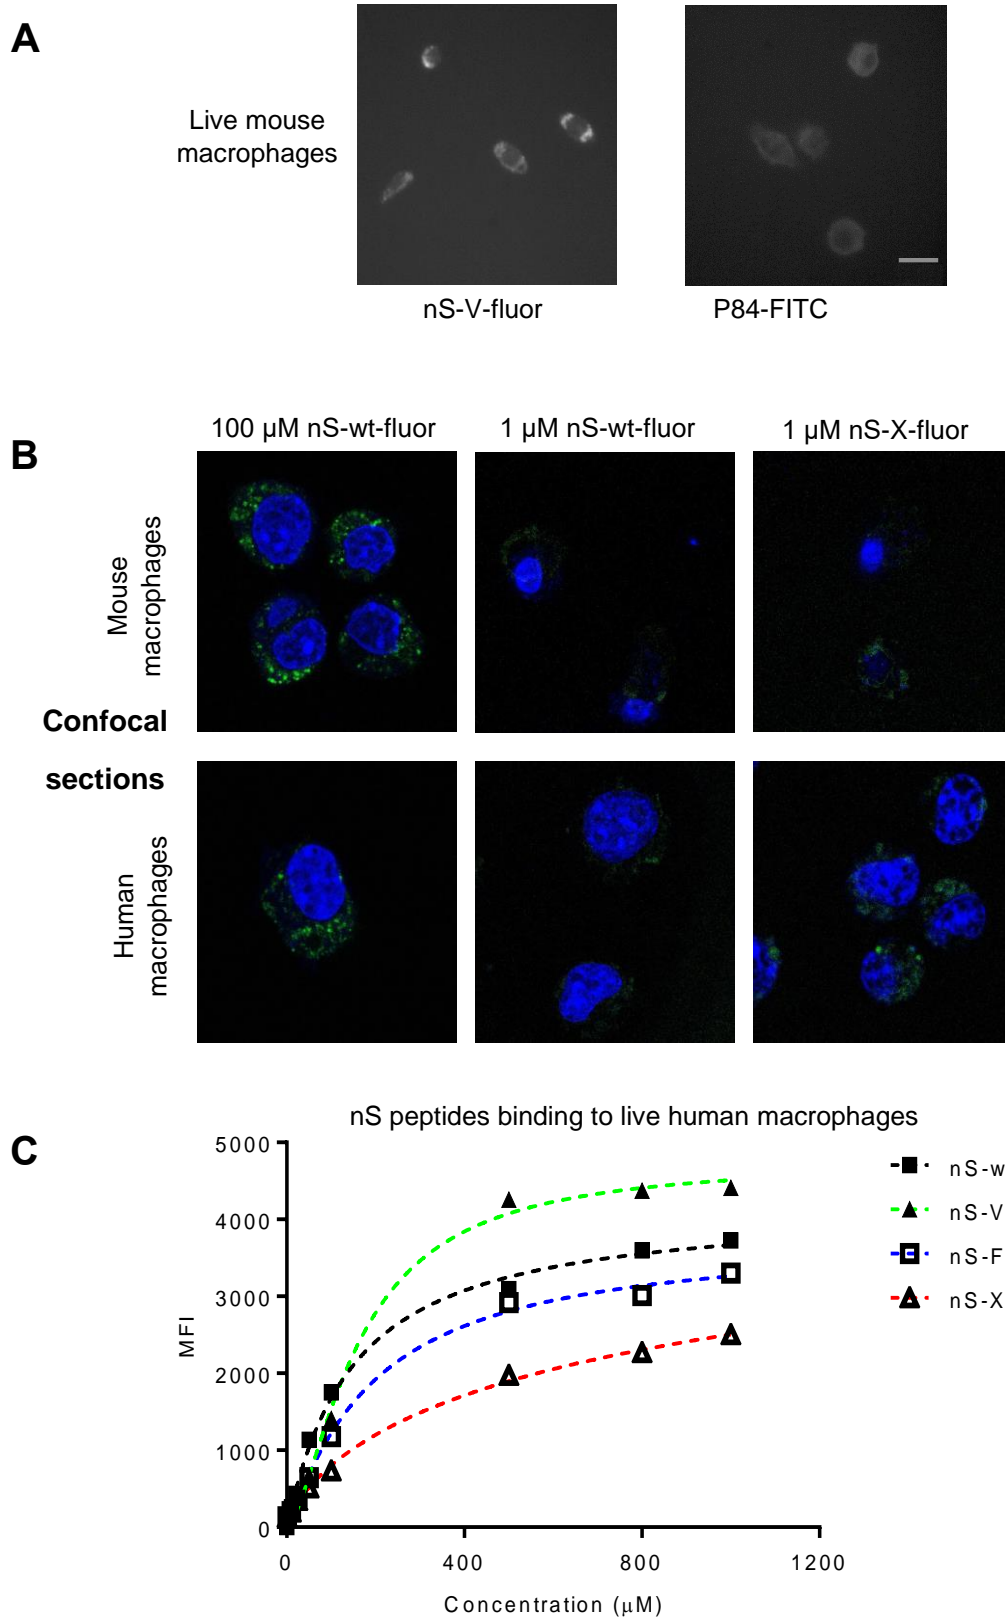 A
Live mouse
macrophages
nS-V-fluor
P84-FITC
B
100 µM nS-wt-fluor
1 µM nS-wt-fluor
1 µM nS-X-fluor
Mouse
macrophages
Confocal
sections
Human
macrophages
C
nS peptides binding to live human macrophages
5000
4000
3000
2000
1000
0
MFI
0
400
800
1200
Concentration (µM)
nS-w
nS-V
nS-F
nS-X